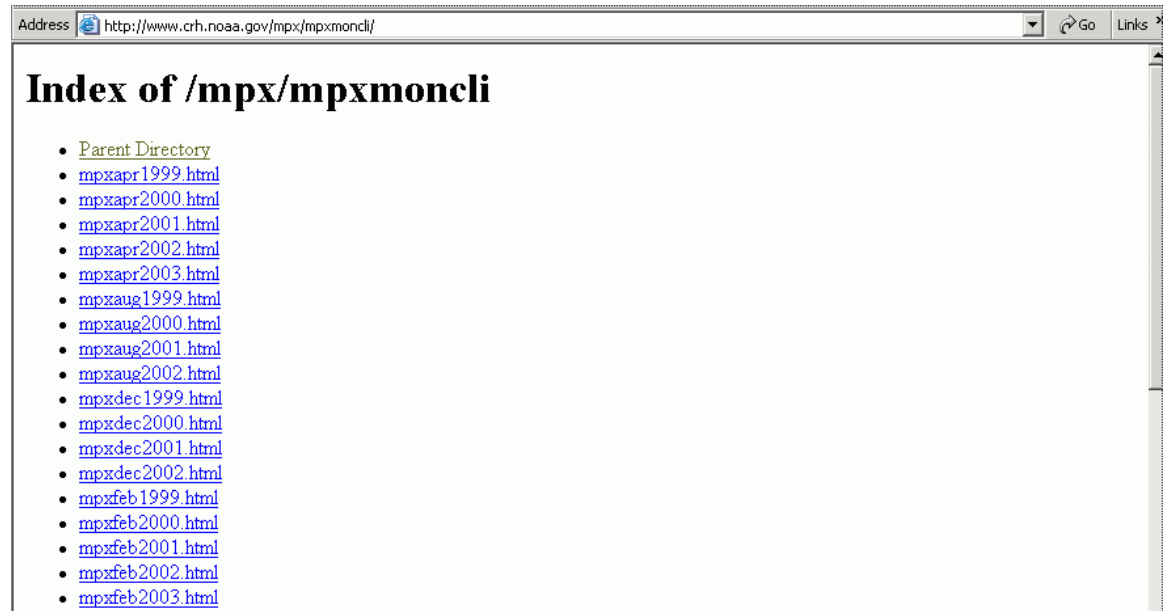 Address http://www.crh.noaa.gov/mpx/mpxmoncli/ Go Links »
Index of /mpx/mpxmoncli
Parent Directory
mpxapr1999.html
mpxapr2000.html
mpxapr2001.html
mpxapr2002.html
mpxapr2003.html
mpxaug1999.html
mpxaug2000.html
mpxaug2001.html
mpxaug2002.html
mpxdec1999.html
mpxdec2000.html
mpxdec2001.html
mpxdec2002.html
mpxfeb1999.html
mpxfeb2000.html
mpxfeb2001.html
mpxfeb2002.html
mpxfeb2003.html